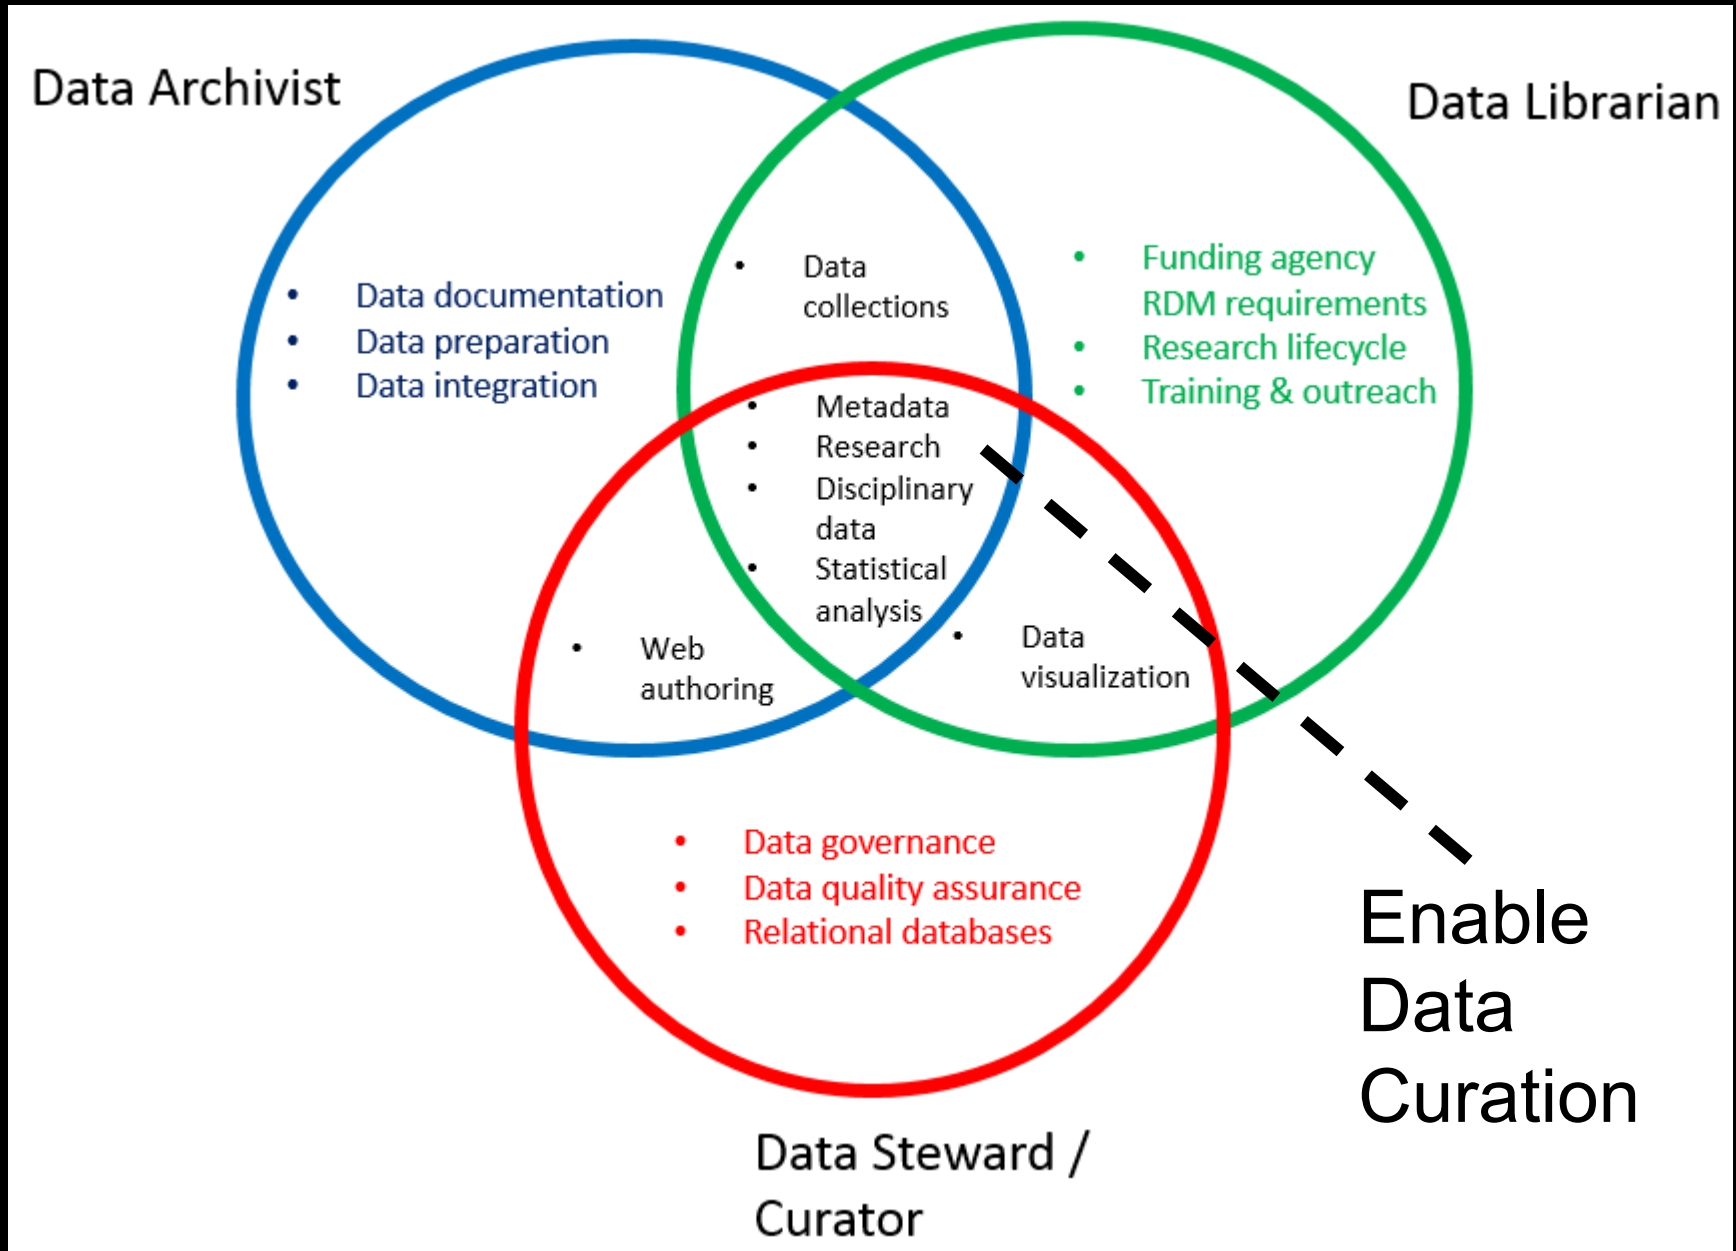 Data Archivist
Data Librarian
• Data documentation
• Data preparation
• Data integration
• Data
collections
• Funding agency
RDM requirements
• Research lifecycle
• Training & outreach
• Metadata
• Research
• Disciplinary
data
• Statistical
analysis
• Web
authoring
• Data
visualization
• Data governance
• Data quality assurance
• Relational databases
Enable
Data
Curation
Data Steward /
Curator